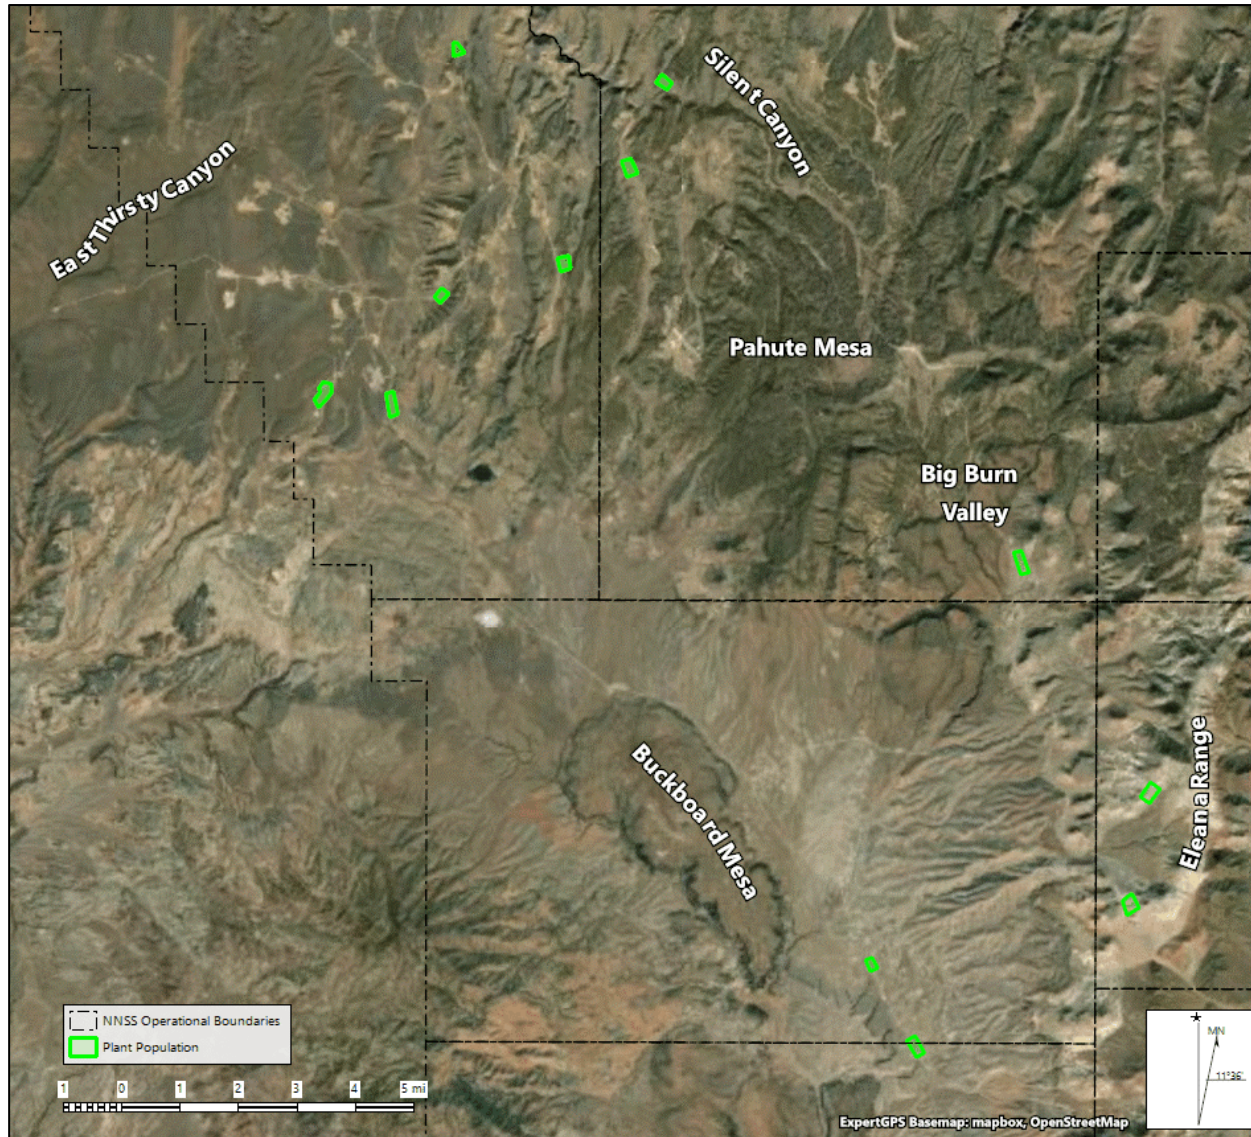 Silent Canyon
East Thirsty Canyon
Pahute Mesa
Big Burn
Valley
Buckboard Mesa
Eleana Range
NNSS Operational Boundaries
Plant Population
1 0 1 2 3 4 5 mi
MN
11°36'
ExpertGPS Basemap: mapbox, OpenStreetMap